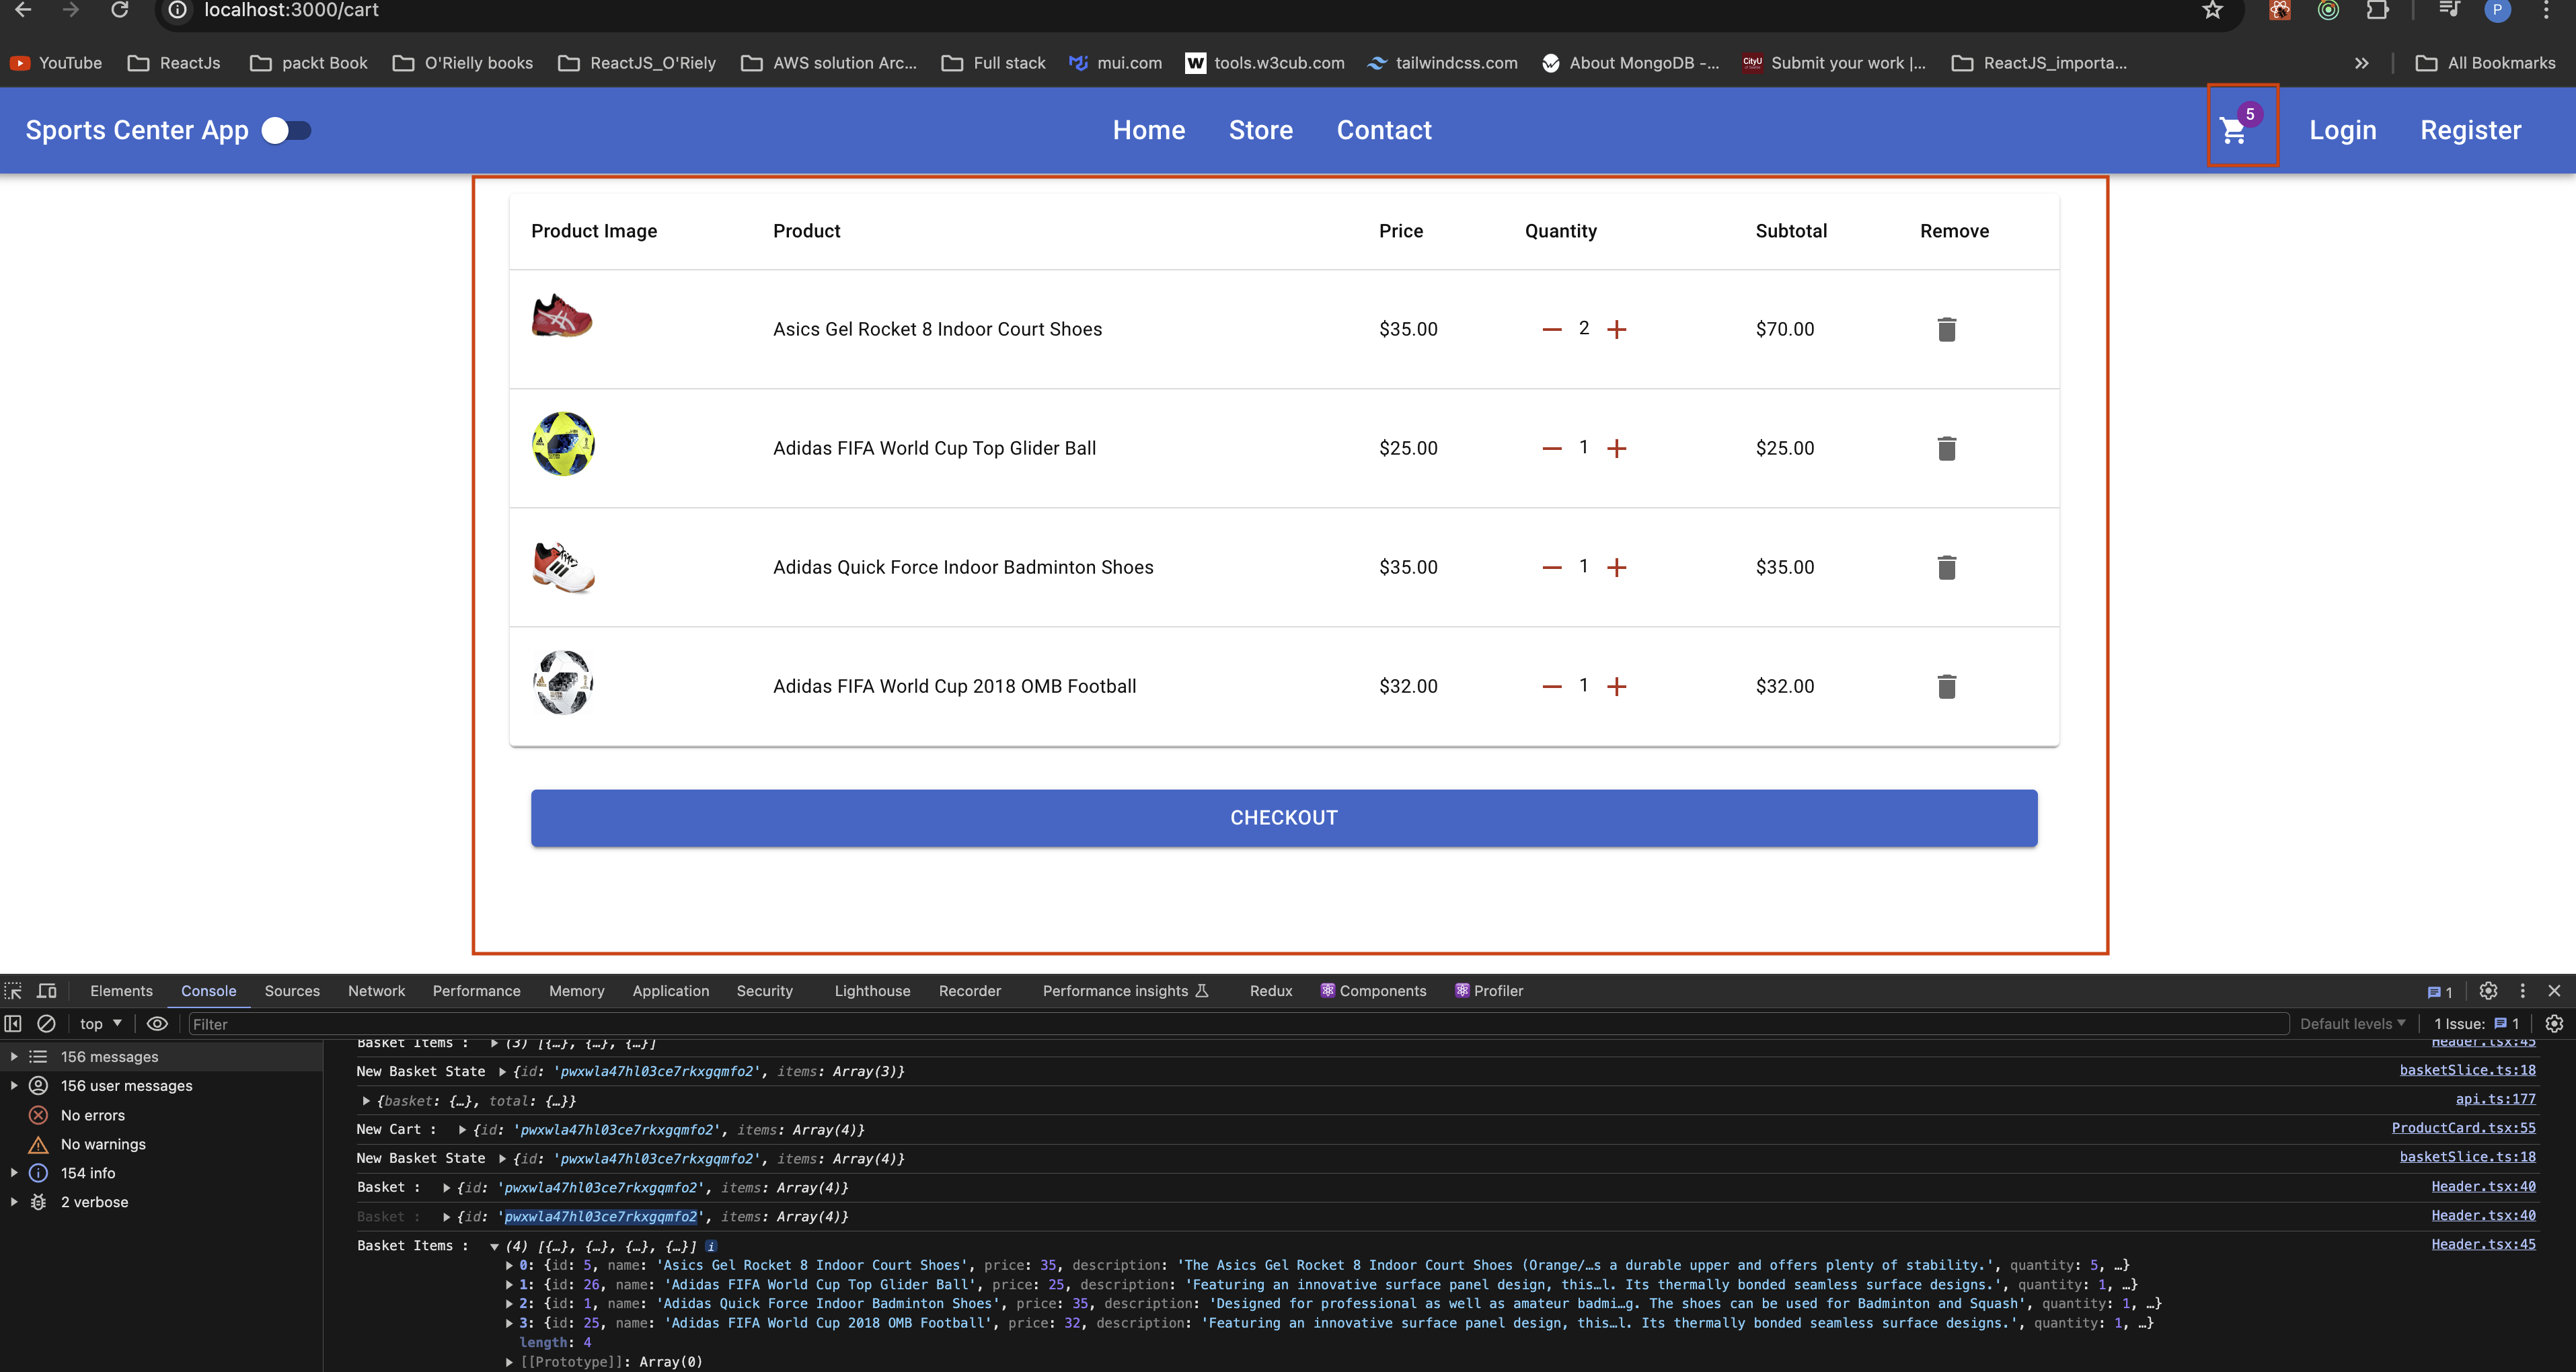 localhost:3000/cart
P
YouTube ReactJs packt Book O'Rielly books ReactJS_O'Riely AWS solution Arc... Full stack mui.com W tools.w3cub.com tailwindcss.com About MongoDB -... CityU Submit your work |... ReactJS_importa... All Bookmarks
Sports Center App Home Store Contact 5 Login Register
Product Image Product Price Quantity Subtotal Remove
Asics Gel Rocket 8 Indoor Court Shoes $35.00 2 $70.00
Adidas FIFA World Cup Top Glider Ball $25.00 1 $25.00
Adidas Quick Force Indoor Badminton Shoes $35.00 1 $35.00
Adidas FIFA World Cup 2018 OMB Football $32.00 1 $32.00
CHECKOUT
Elements Console Sources Network Performance Memory Application Security Lighthouse Recorder Performance insights Redux Components Profiler 1
top Filter Default levels 1 Issue: 1
156 messages
156 user messages
No errors
No warnings
154 info
2 verbose
Basket Items : (3) [{…}, {…}, {…}] Header.tsx:45
New Basket State {id: 'pwxwla47hl03ce7rkxgqmfo2', items: Array(3)} basketSlice.ts:18
{basket: {…}, total: {…}} api.ts:177
New Cart : {id: 'pwxwla47hl03ce7rkxgqmfo2', items: Array(4)} ProductCard.tsx:55
New Basket State {id: 'pwxwla47hl03ce7rkxgqmfo2', items: Array(4)} basketSlice.ts:18
Basket : {id: 'pwxwla47hl03ce7rkxgqmfo2', items: Array(4)} Header.tsx:40
Basket : {id: 'pwxwla47hl03ce7rkxgqmfo2', items: Array(4)} Header.tsx:40
Basket Items : (4) [{…}, {…}, {…}, {…}] i Header.tsx:45
0: {id: 5, name: 'Asics Gel Rocket 8 Indoor Court Shoes', price: 35, description: 'The Asics Gel Rocket 8 Indoor Court Shoes (Orange/…s a durable upper and offers plenty of stability.', quantity: 5, …}
1: {id: 26, name: 'Adidas FIFA World Cup Top Glider Ball', price: 25, description: 'Featuring an innovative surface panel design, this…l. Its thermally bonded seamless surface designs.', quantity: 1, …}
2: {id: 1, name: 'Adidas Quick Force Indoor Badminton Shoes', price: 35, description: 'Designed for professional as well as amateur badmi…g. The shoes can be used for Badminton and Squash', quantity: 1, …}
3: {id: 25, name: 'Adidas FIFA World Cup 2018 OMB Football', price: 32, description: 'Featuring an innovative surface panel design, this…l. Its thermally bonded seamless surface designs.', quantity: 1, …}
length: 4
[[Prototype]]: Array(0)